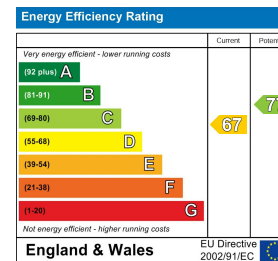 Energy Efficiency Rating
Current
Very energy efficient - lower running costs
(92 plus) A
(81-91) B
(69-80) C
(55-68) D
(39-54) E
(21-38) F
(1-20) G
67
Not energy efficient - higher running costs
England & Wales
EU Directive
2002/91/EC